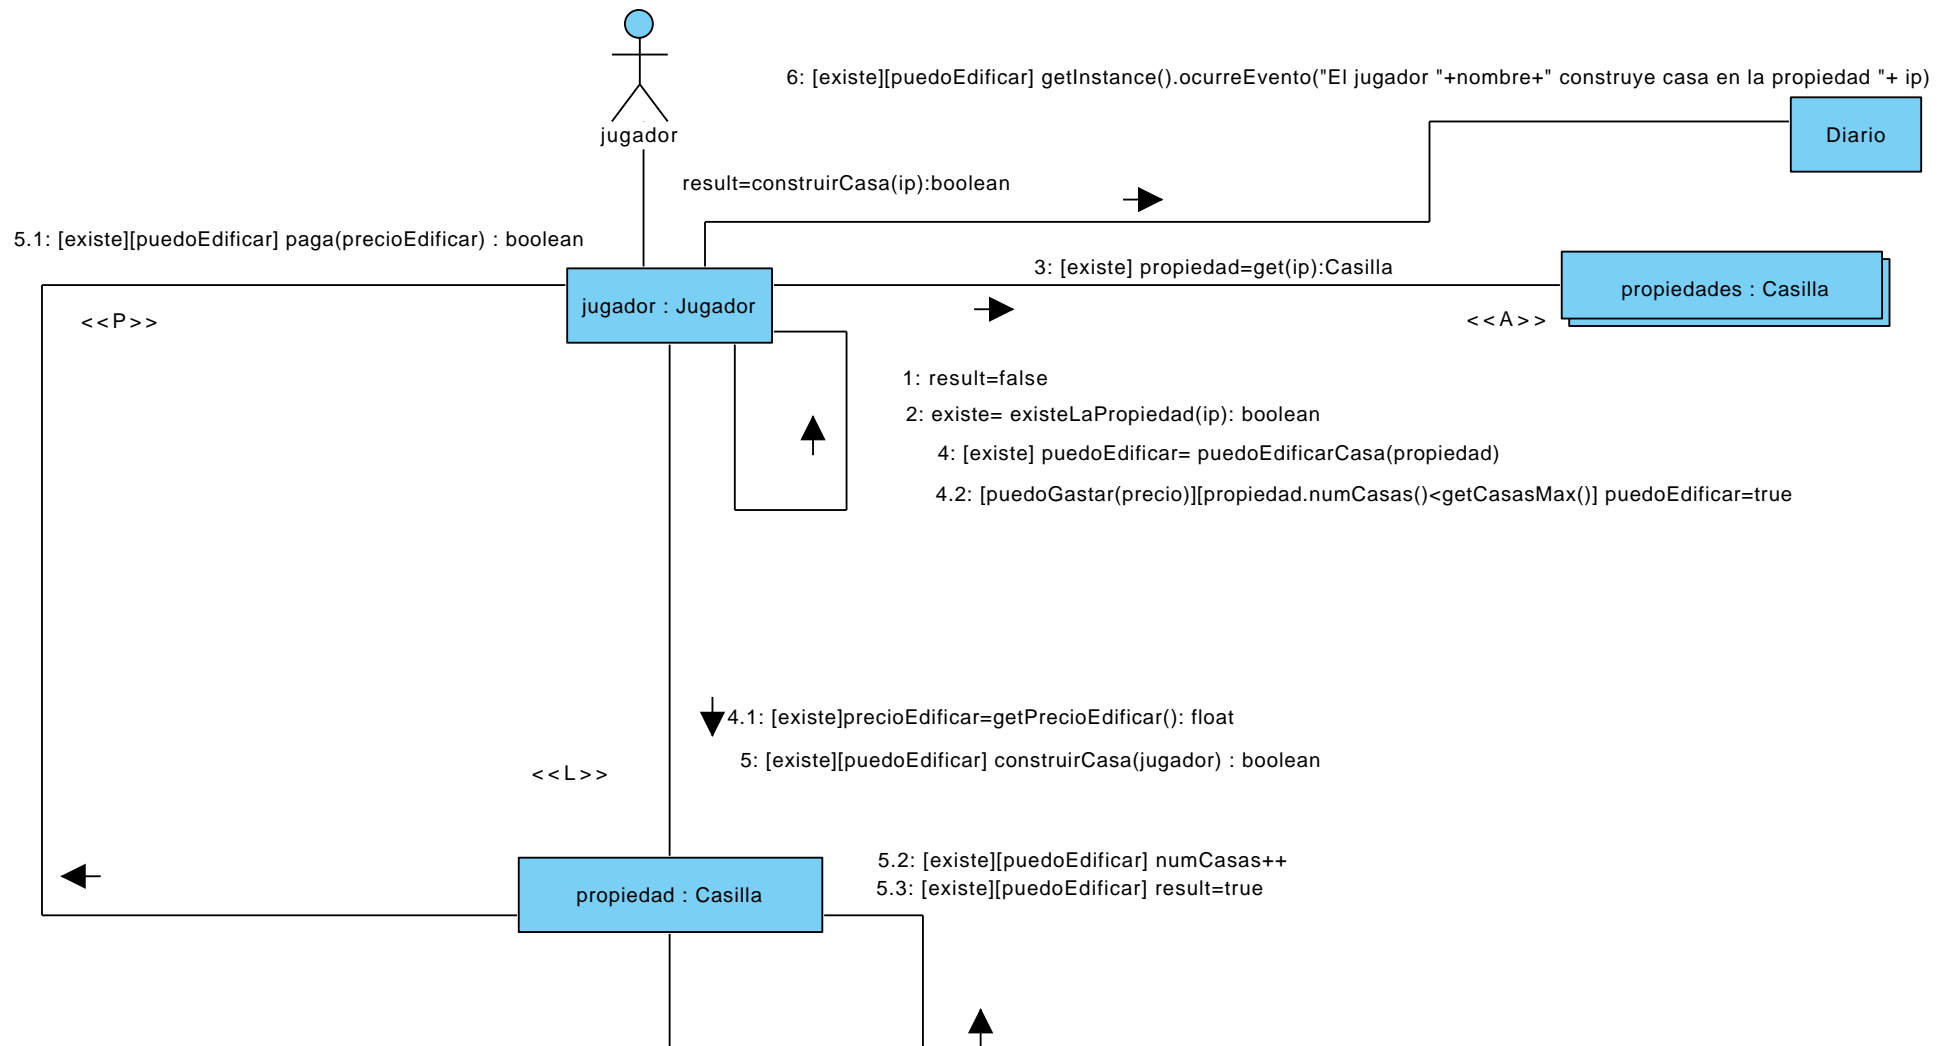 6: [existe][puedoEdificar] getInstance().ocurreEvento("El jugador "+nombre+" construye casa en la propiedad "+ ip)
jugador
Diario
result=construirCasa(ip):boolean
5.1: [existe][puedoEdificar] paga(precioEdificar) : boolean
3: [existe] propiedad=get(ip):Casilla
jugador : Jugador
propiedades : Casilla
<<P>>
<<A>>
1: result=false
2: existe= existeLaPropiedad(ip): boolean
4: [existe] puedoEdificar= puedoEdificarCasa(propiedad)
4.2: [puedoGastar(precio)][propiedad.numCasas()<getCasasMax()] puedoEdificar=true
4.1: [existe]precioEdificar=getPrecioEdificar(): float
5: [existe][puedoEdificar] construirCasa(jugador) : boolean
<<L>>
5.2: [existe][puedoEdificar] numCasas++
5.3: [existe][puedoEdificar] result=true
propiedad : Casilla